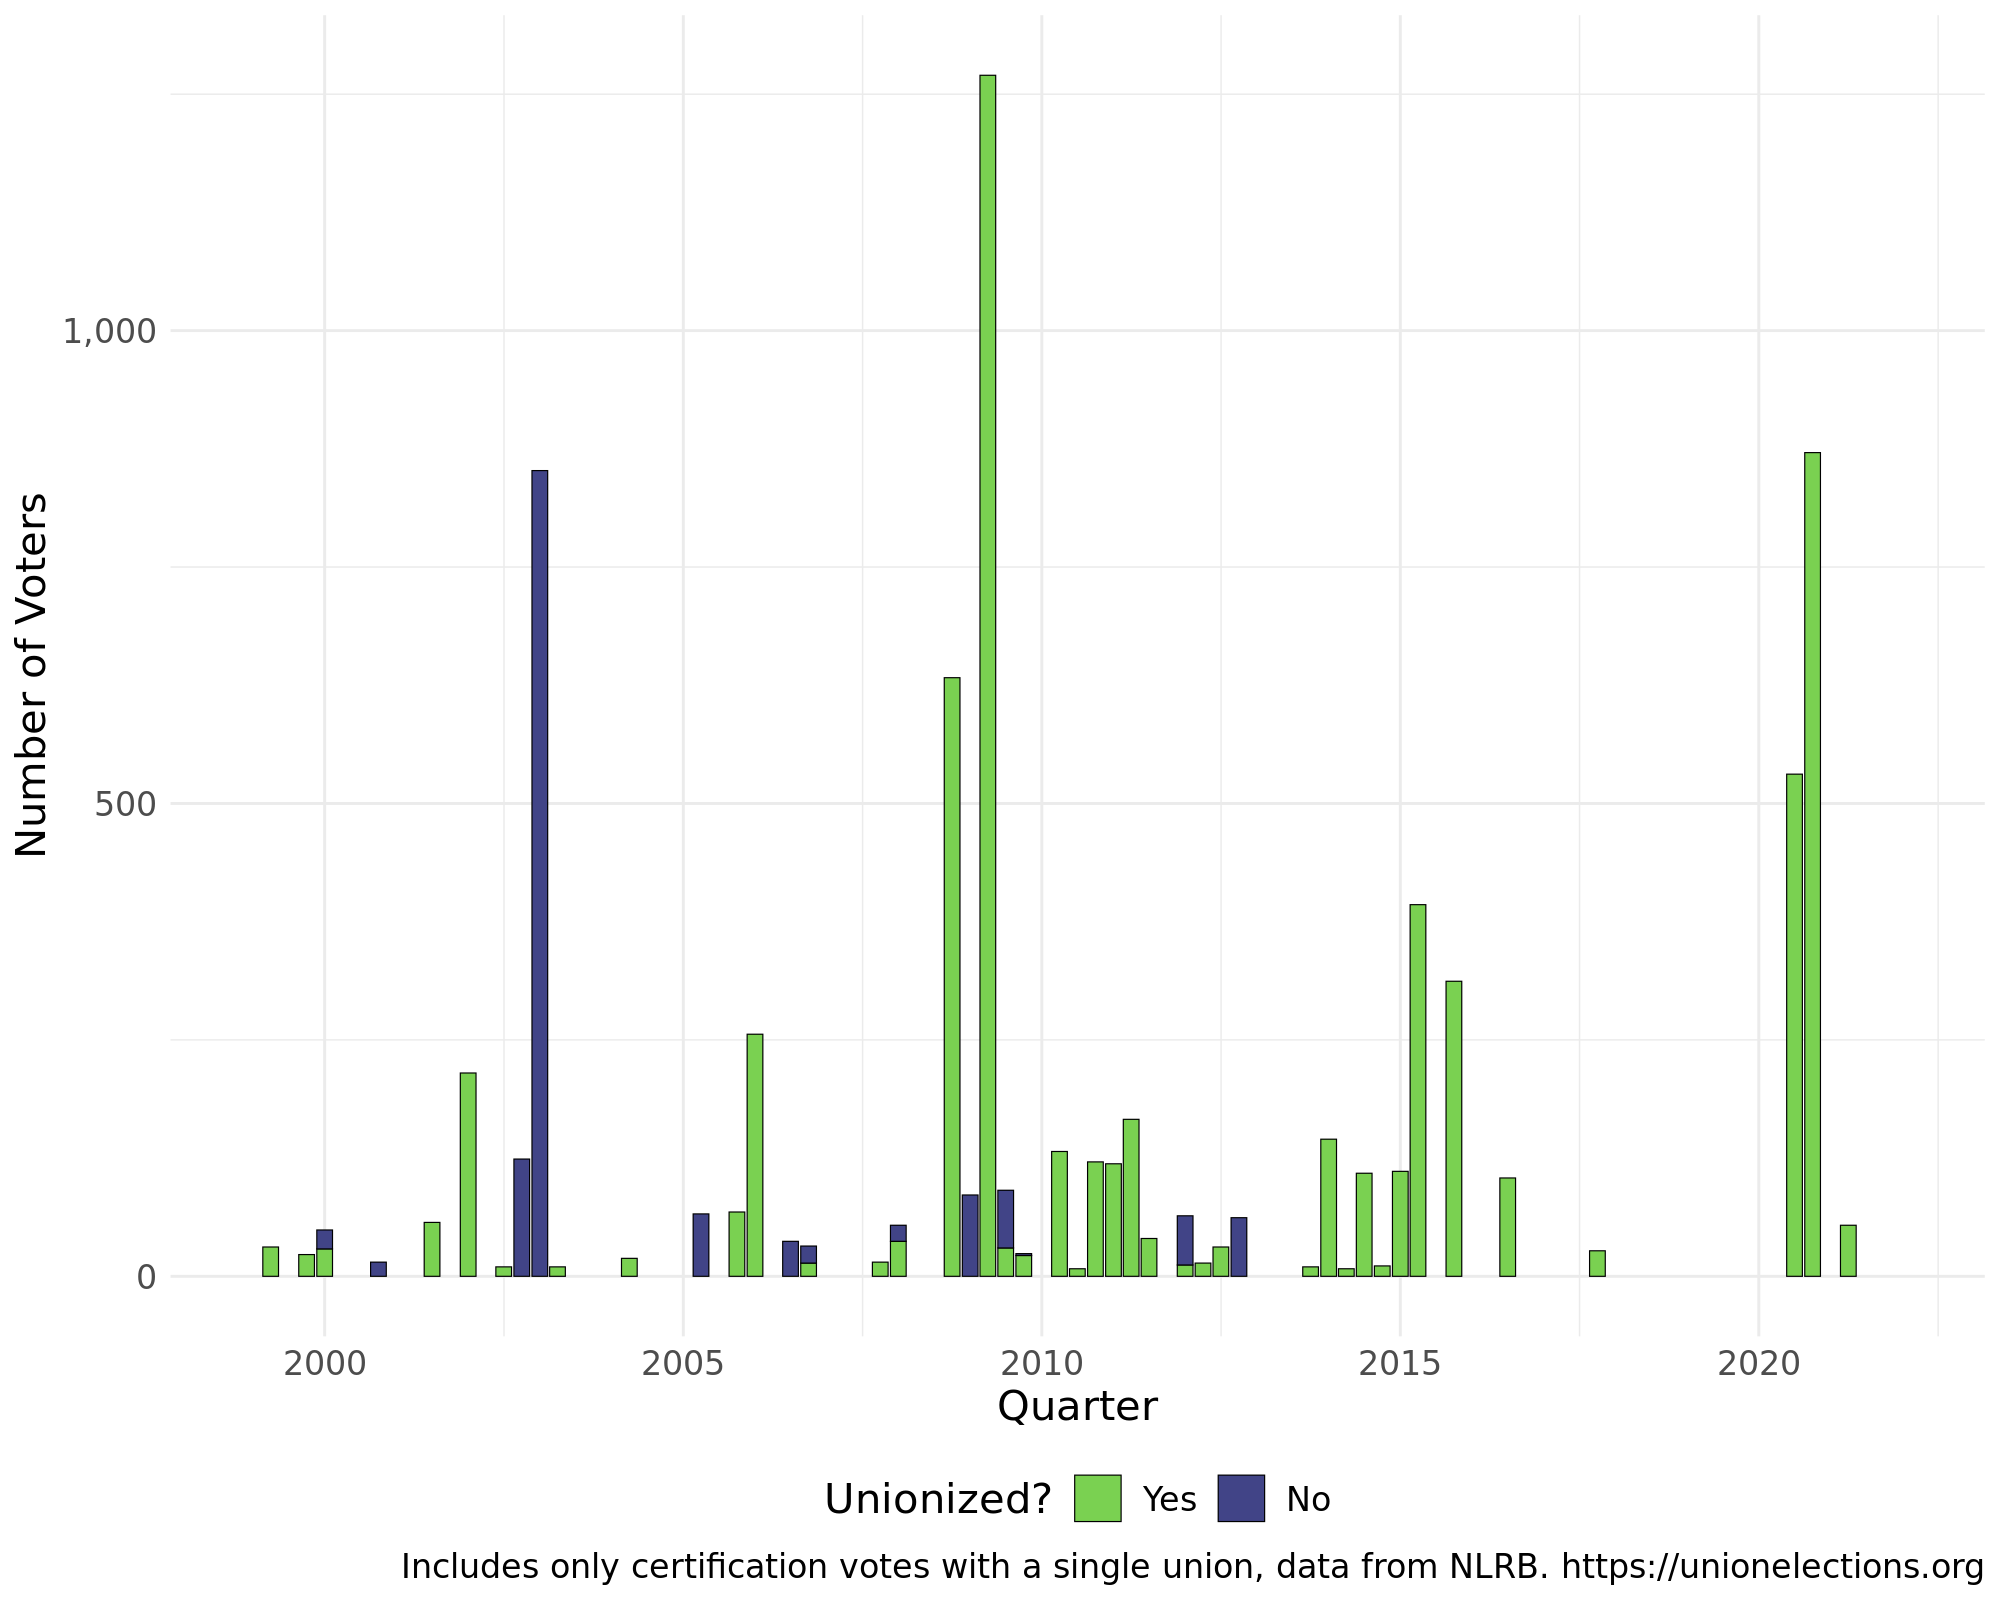 Number of Voters
1,000
500
0
2000 2005 2010 2015 2020
Quarter
Unionized? Yes No
Includes only certification votes with a single union, data from NLRB. https://unionelections.org